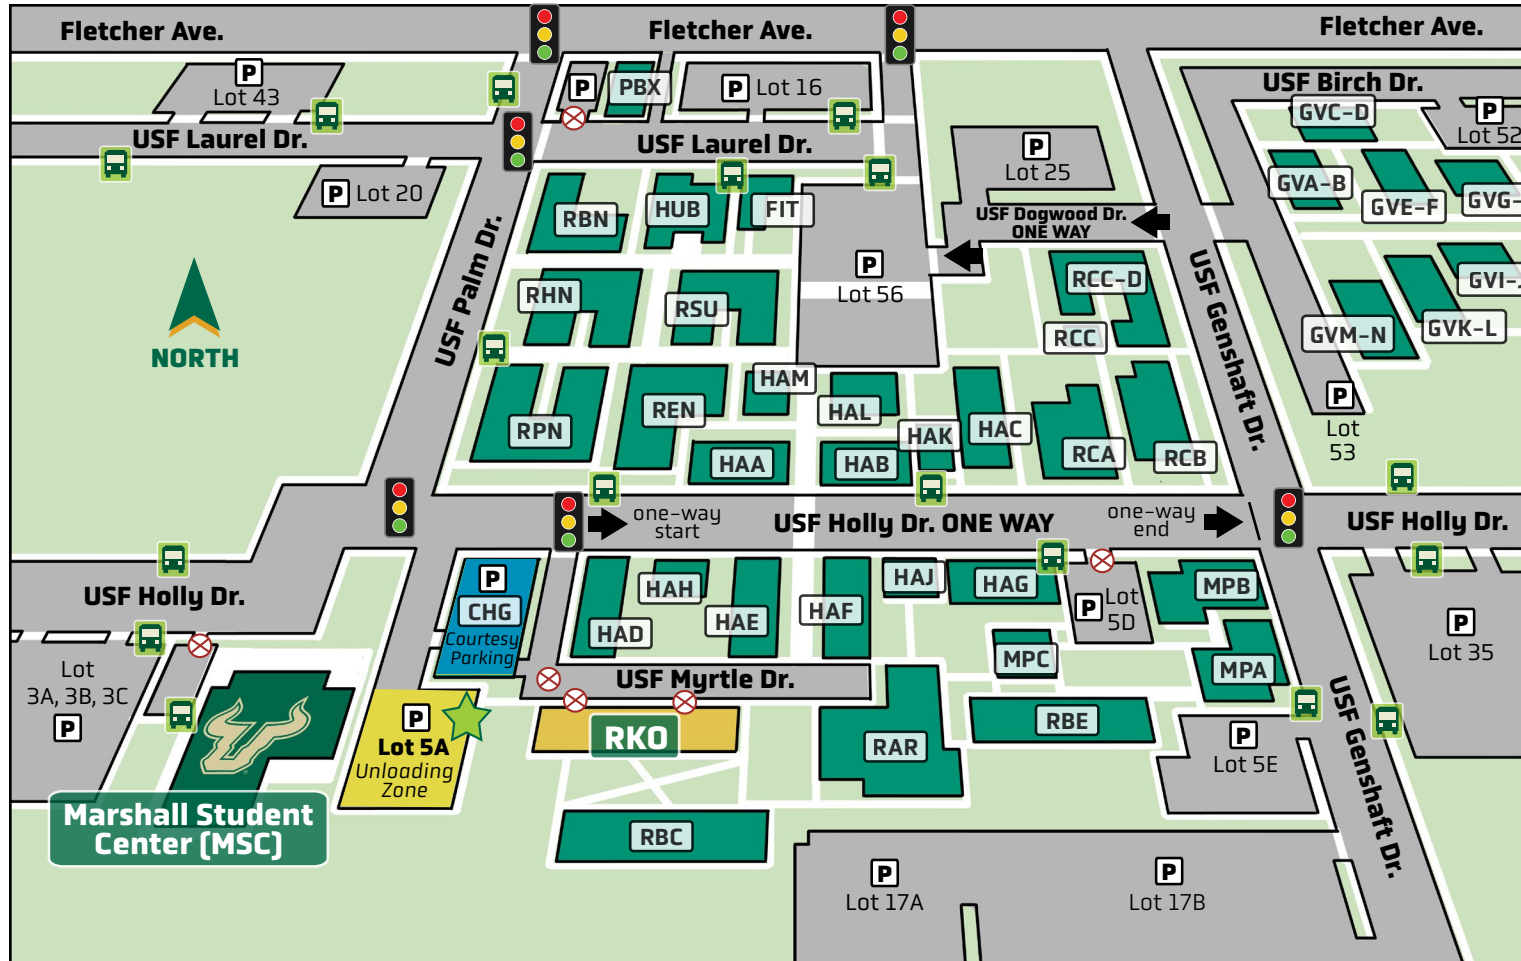 Fletcher Ave.
Fletcher Ave.
Fletcher Ave.
P
Lot 43
P
PBX
P Lot 16
USF Birch Dr.
GVC-D
P
Lot 52
USF Laurel Dr.
USF Laurel Dr.
P
Lot 25
GVA-B
GVE-F
GVG-
P Lot 20
RBN
HUB
FIT
USF Dogwood Dr.
ONE WAY
USF Palm Dr.
P
Lot 56
RCC-D
USF Genshaft Dr.
GVI-J
RHN
RSU
RCC
GVM-N
GVK-L
NORTH
HAM
HAL
P
Lot
53
RPN
REN
HAK
HAC
RCA
RCB
HAA
HAB
one-way
start
USF Holly Dr. ONE WAY
one-way
end
USF Holly Dr.
USF Holly Dr.
P
CHG
Courtesy
Parking
HAH
HAD
HAE
HAF
HAJ
HAG
P Lot
5D
MPB
P
Lot 35
MPC
MPA
Lot
3A, 3B, 3C
P
USF Myrtle Dr.
P
Lot 5A
Unloading
Zone
RKO
RAR
RBE
P
Lot 5E
USF Genshaft Dr.
Marshall Student
Center (MSC)
RBC
P
Lot 17A
P
Lot 17B